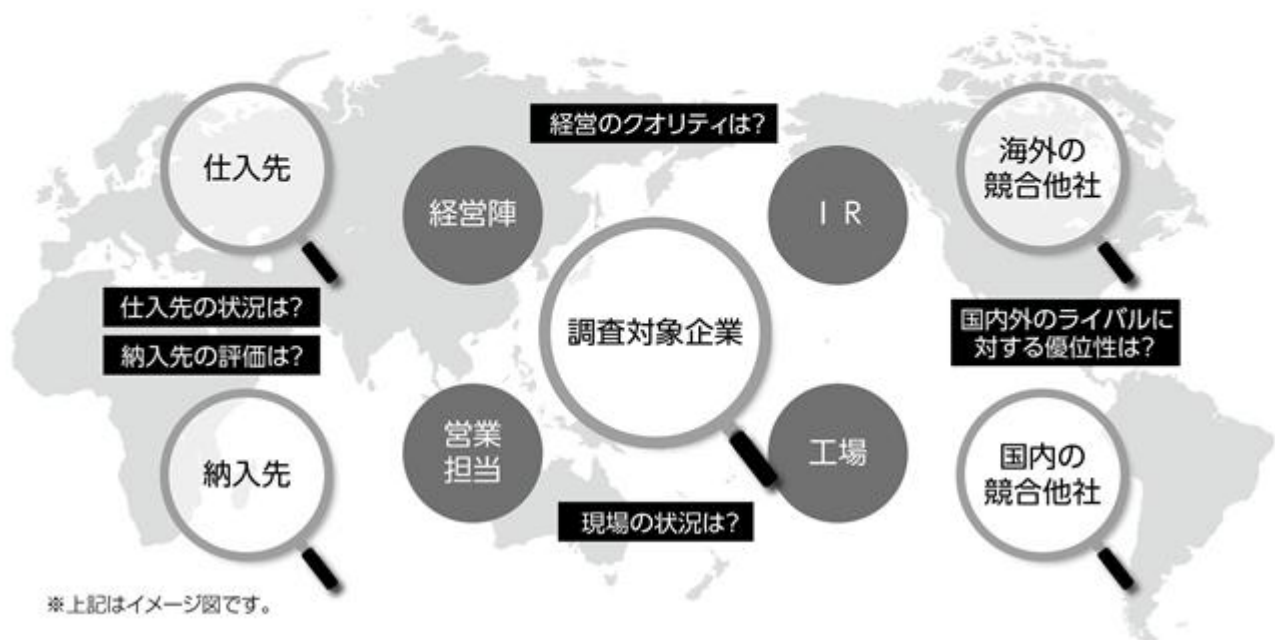 仕入先
仕入先の状況は?
納入先の評価は?
納入先
経営のクオリティは?
経営陣
IR
調査対象企業
営業
担当
工場
現場の状況は?
海外の
競合他社
国内外のライバルに
対する優位性は?
国内の
競合他社
※上記はイメージ図です。